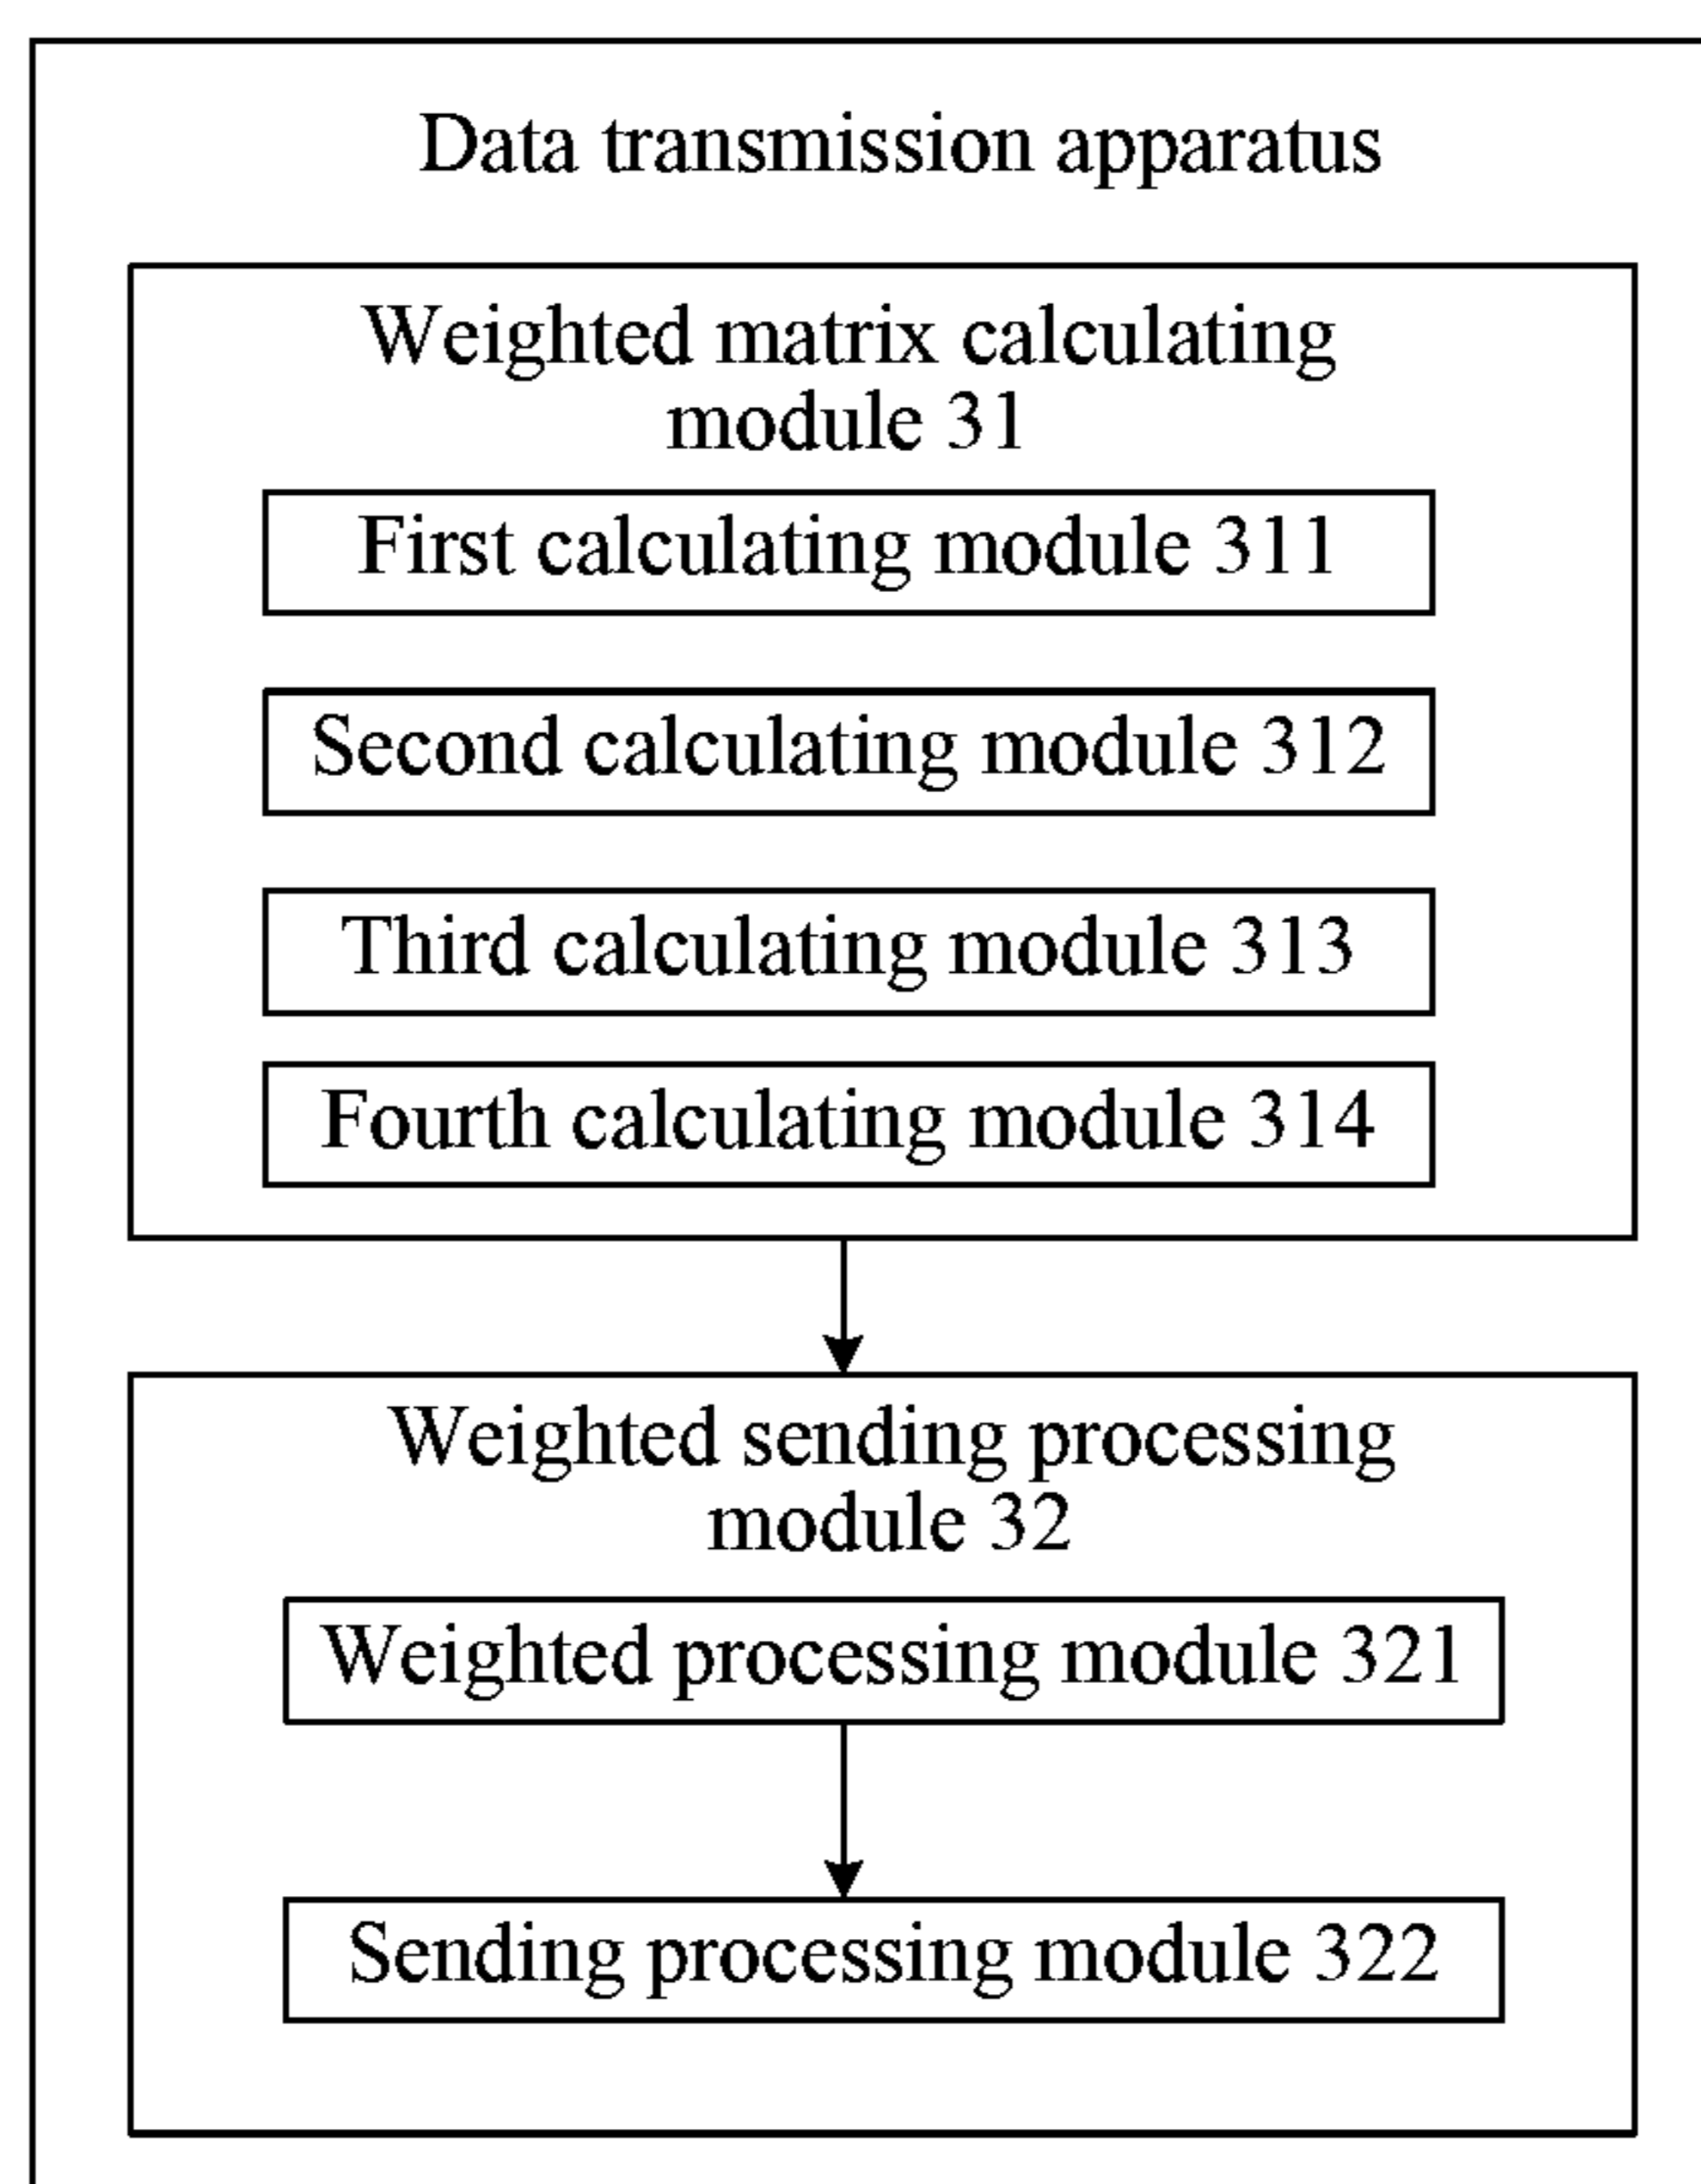 Data transmission apparatus
Weighted matrix calculating
module 31
First calculating module 311
Second calculating module 312
Third calculating module 313
Fourth calculating module 314
Weighted sending processing
module 32
Weighted processing module 321
Sending processing module 322